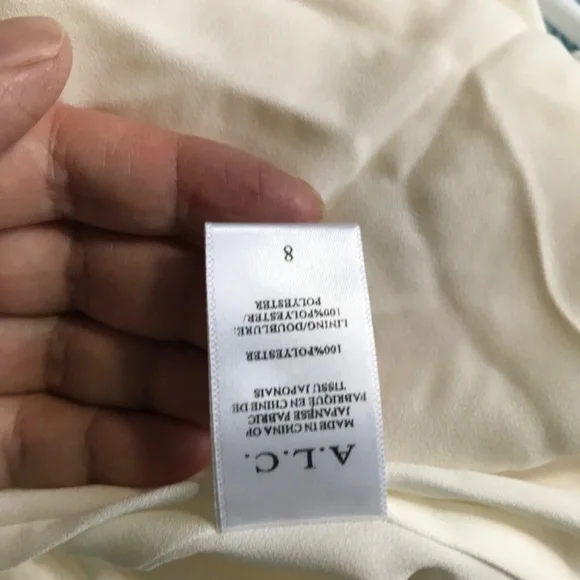 A.L.C.
MADE IN CHINA OF
JAPANESE FABRIC
FABRIQUÉ EN CHINE DE
TISSU JAPONAIS
100%POLYESTER
LINING/DOUBLURE:
100%POLYESTER/
POLYESTER
8